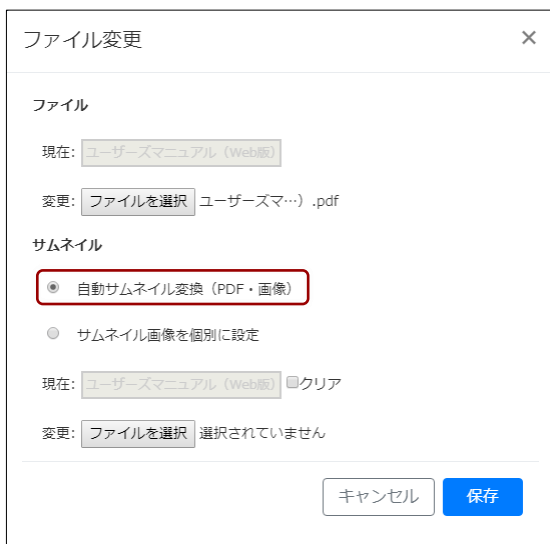 ファイル変更 ×
ファイル
現在: ユーザーズマニュアル（Web版）
変更: ファイルを選択 ユーザーズマ…）.pdf
サムネイル
自動サムネイル変換（PDF・画像）
サムネイル画像を個別に設定
現在: ユーザーズマニュアル（Web版） クリア
変更: ファイルを選択 選択されていません
キャンセル 保存